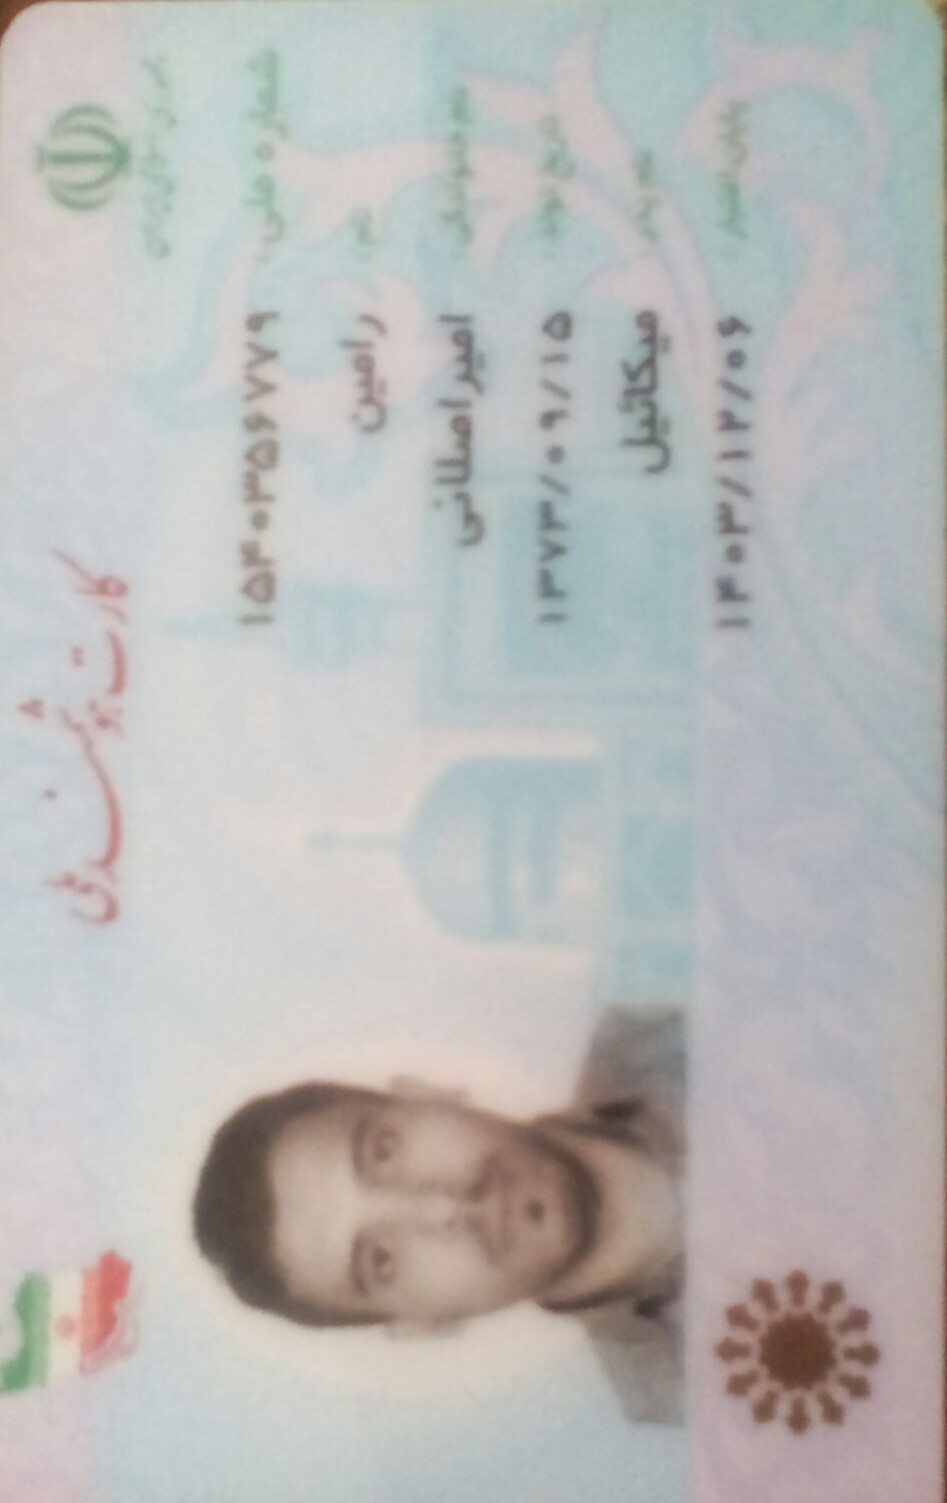 کارت هوشمند ملی
جمهوری اسلامی ایران
شماره ملی: ۱۵۴۰۳۵۶۷۷۹
نام: رامین
نام خانوادگی: امیراصلانی
تاریخ تولد: ۱۳۷۳/۰۹/۱۵
نام پدر: میکائیل
پایان اعتبار: ۱۴۰۳/۱۲/۰۶